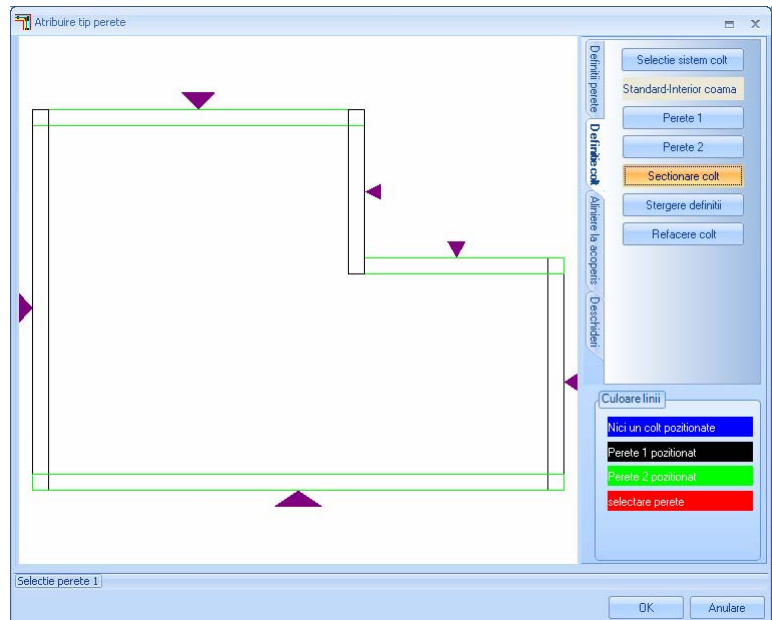 Atribuire tip perete
Definitii perete
Definitie colt
Aliniere la acoperis
Deschideri
Selectie sistem colt
Standard-Interior coama
Perete 1
Perete 2
Sectionare colt
Stergere definitii
Refacere colt
Culoare linii
Nici un colt pozitionate
Perete 1 pozitionat
Perete 2 pozitionat
selectare perete
Selectie perete 1
OK
Anulare